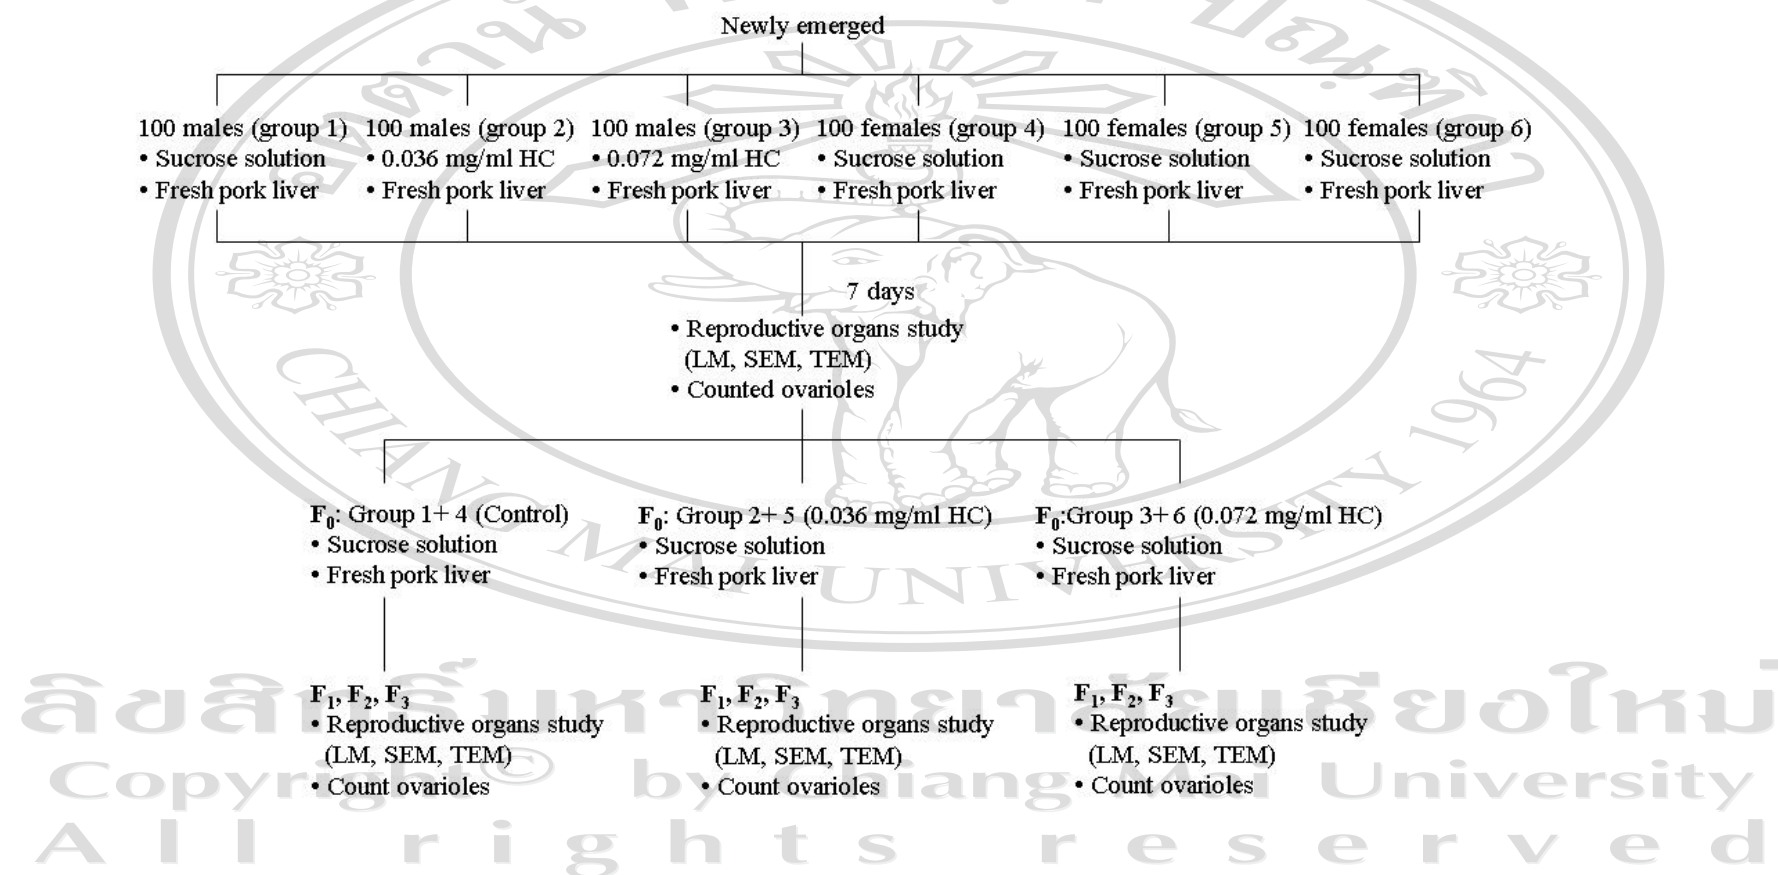 Newly emerged
100 males (group 1) 100 males (group 2) 100 males (group 3) 100 females (group 4) 100 females (group 5) 100 females (group 6)
• Sucrose solution • 0.036 mg/ml HC • 0.072 mg/ml HC • Sucrose solution • Sucrose solution • Sucrose solution
• Fresh pork liver • Fresh pork liver • Fresh pork liver • Fresh pork liver • Fresh pork liver • Fresh pork liver
7 days
• Reproductive organs study
(LM, SEM, TEM)
• Counted ovarioles
F₀: Group 1+ 4 (Control) F₀: Group 2+ 5 (0.036 mg/ml HC) F₀:Group 3+ 6 (0.072 mg/ml HC)
• Sucrose solution • Sucrose solution • Sucrose solution
• Fresh pork liver • Fresh pork liver • Fresh pork liver
F₁, F₂, F₃ F₁, F₂, F₃ F₁, F₂, F₃
• Reproductive organs study • Reproductive organs study • Reproductive organs study
(LM, SEM, TEM) (LM, SEM, TEM) (LM, SEM, TEM)
• Count ovarioles • Count ovarioles • Count ovarioles
CHIANG MAI UNIVERSITY 1964
ลิขสิทธิ์มหาวิทยาลัยเชียงใหม่
Copyright© by Chiang Mai University
All rights reserved